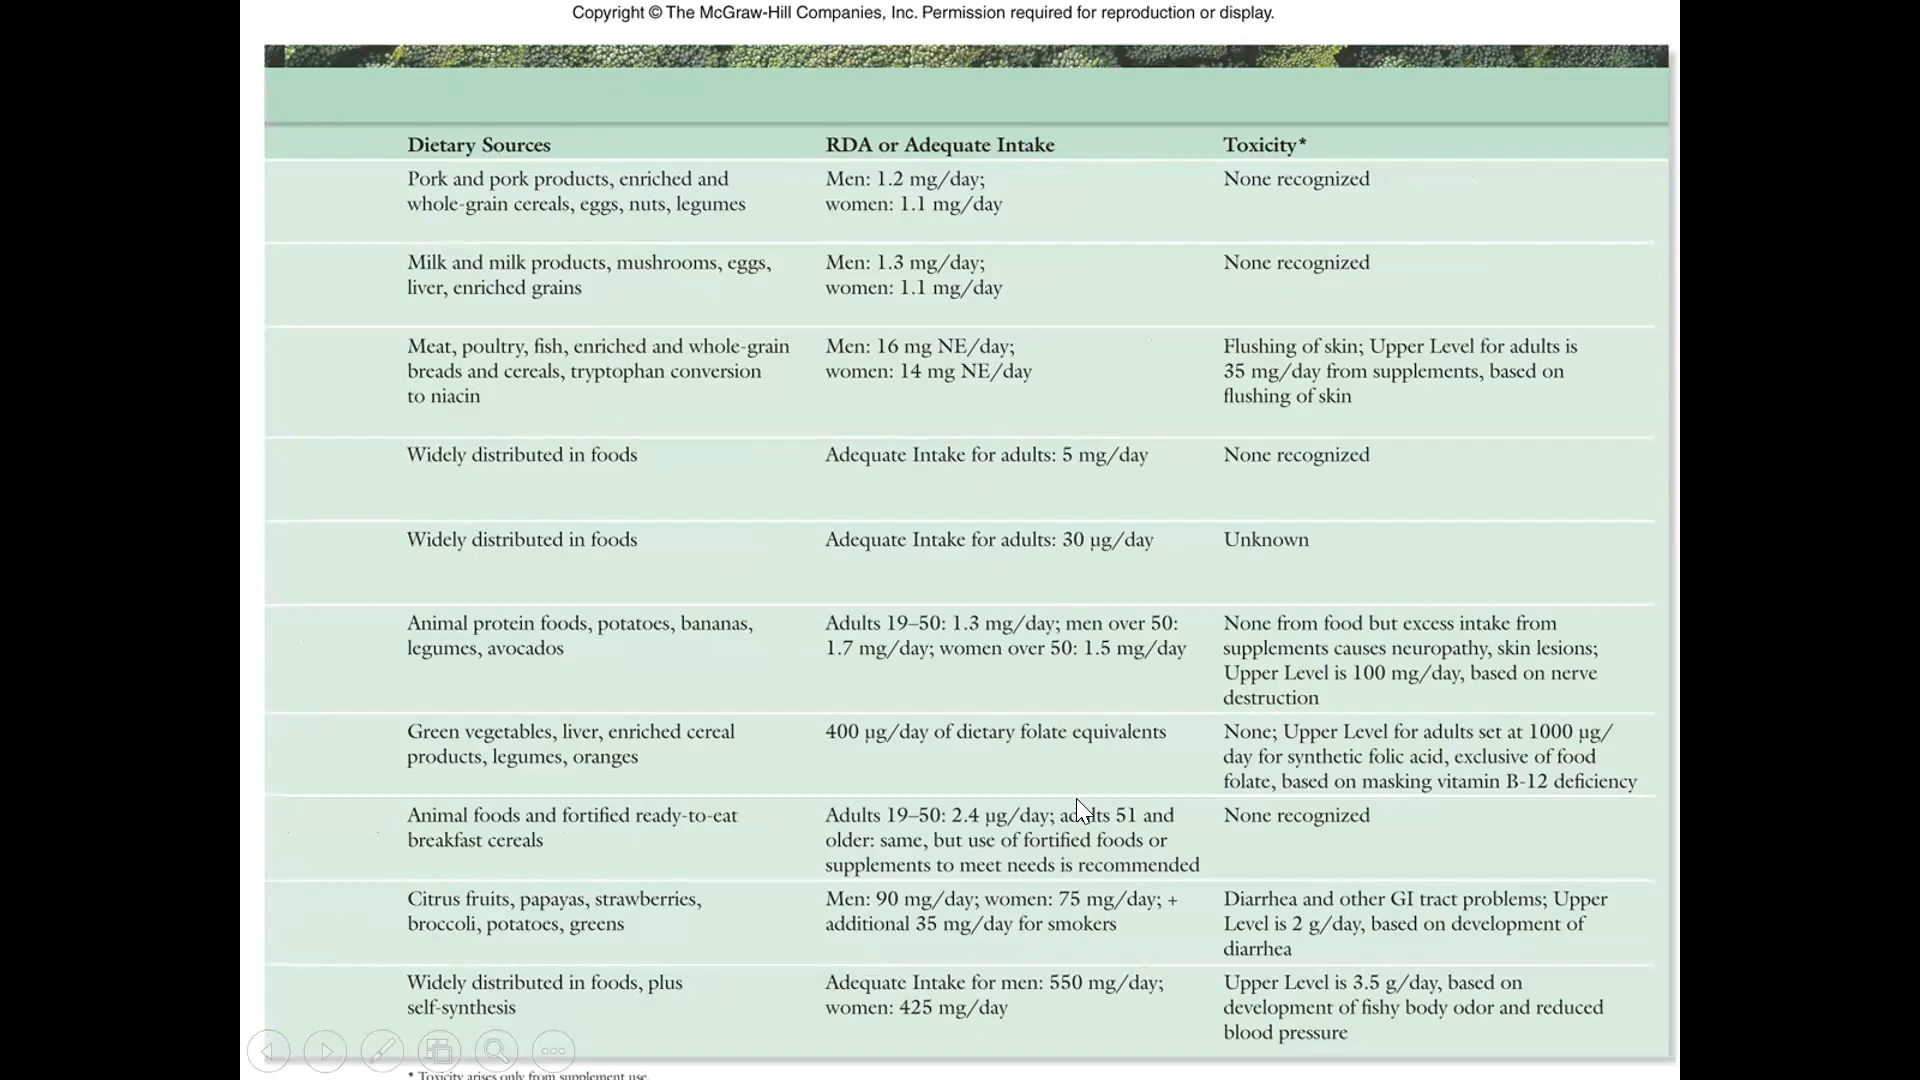 Copyright © The McGraw-Hill Companies, Inc. Permission required for reproduction or display.
Dietary Sources
RDA or Adequate Intake
Toxicity*
Pork and pork products, enriched and
whole-grain cereals, eggs, nuts, legumes
Men: 1.2 mg/day;
women: 1.1 mg/day
None recognized
Milk and milk products, mushrooms, eggs,
liver, enriched grains
Men: 1.3 mg/day;
women: 1.1 mg/day
None recognized
Meat, poultry, fish, enriched and whole-grain
breads and cereals, tryptophan conversion
to niacin
Men: 16 mg NE/day;
women: 14 mg NE/day
Flushing of skin; Upper Level for adults is
35 mg/day from supplements, based on
flushing of skin
Widely distributed in foods
Adequate Intake for adults: 5 mg/day
None recognized
Widely distributed in foods
Adequate Intake for adults: 30 µg/day
Unknown
Animal protein foods, potatoes, bananas,
legumes, avocados
Adults 19–50: 1.3 mg/day; men over 50:
1.7 mg/day; women over 50: 1.5 mg/day
None from food but excess intake from
supplements causes neuropathy, skin lesions;
Upper Level is 100 mg/day, based on nerve
destruction
Green vegetables, liver, enriched cereal
products, legumes, oranges
400 µg/day of dietary folate equivalents
None; Upper Level for adults set at 1000 µg/
day for synthetic folic acid, exclusive of food
folate, based on masking vitamin B-12 deficiency
Animal foods and fortified ready-to-eat
breakfast cereals
Adults 19–50: 2.4 µg/day; adults 51 and
older: same, but use of fortified foods or
supplements to meet needs is recommended
None recognized
Citrus fruits, papayas, strawberries,
broccoli, potatoes, greens
Men: 90 mg/day; women: 75 mg/day; +
additional 35 mg/day for smokers
Diarrhea and other GI tract problems; Upper
Level is 2 g/day, based on development of
diarrhea
Widely distributed in foods, plus
self-synthesis
Adequate Intake for men: 550 mg/day;
women: 425 mg/day
Upper Level is 3.5 g/day, based on
development of fishy body odor and reduced
blood pressure
* Toxicity arises only from supplement use.